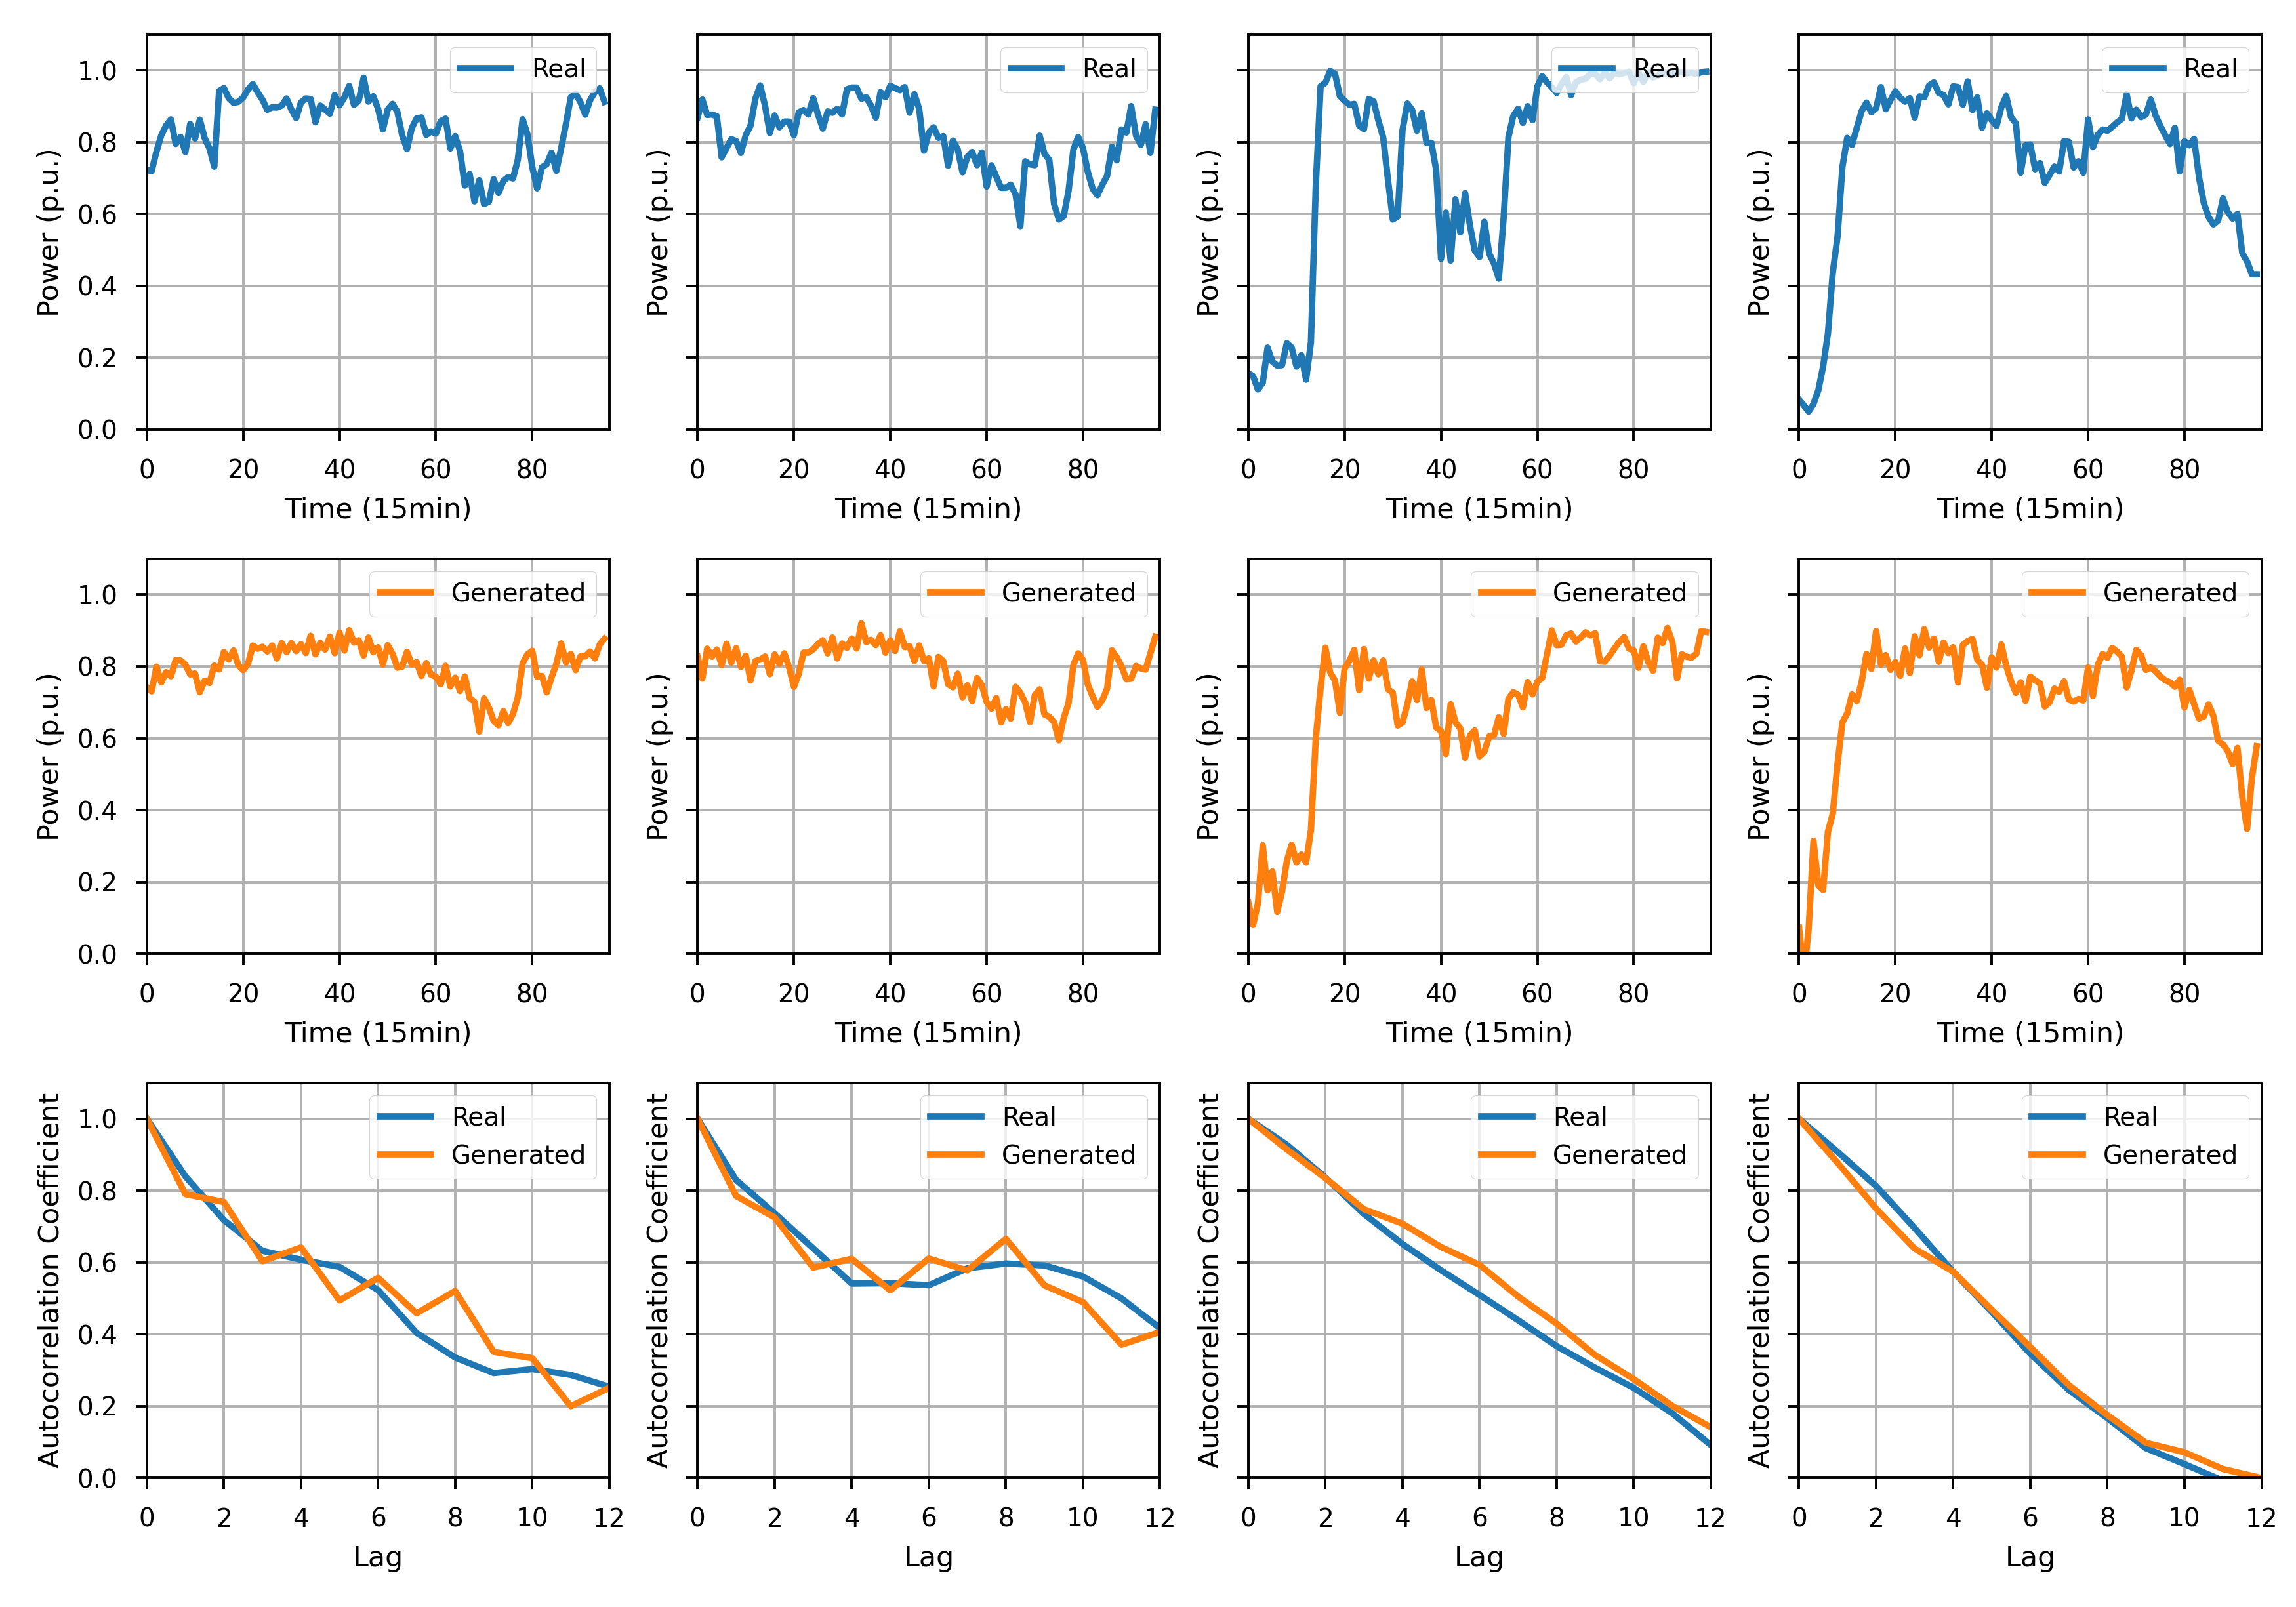 Power (p.u.)
1.0
0.8
0.6
0.4
0.2
0.0
Real
0 20 40 60 80
Time (15min)
Power (p.u.)
Real
0 20 40 60 80
Time (15min)
Power (p.u.)
Real
0 20 40 60 80
Time (15min)
Power (p.u.)
Real
0 20 40 60 80
Time (15min)
Power (p.u.)
1.0
0.8
0.6
0.4
0.2
0.0
Generated
0 20 40 60 80
Time (15min)
Power (p.u.)
Generated
0 20 40 60 80
Time (15min)
Power (p.u.)
Generated
0 20 40 60 80
Time (15min)
Power (p.u.)
Generated
0 20 40 60 80
Time (15min)
Autocorrelation Coefficient
1.0
0.8
0.6
0.4
0.2
0.0
Real
Generated
0 2 4 6 8 10 12
Lag
Autocorrelation Coefficient
Real
Generated
0 2 4 6 8 10 12
Lag
Autocorrelation Coefficient
Real
Generated
0 2 4 6 8 10 12
Lag
Autocorrelation Coefficient
Real
Generated
0 2 4 6 8 10 12
Lag